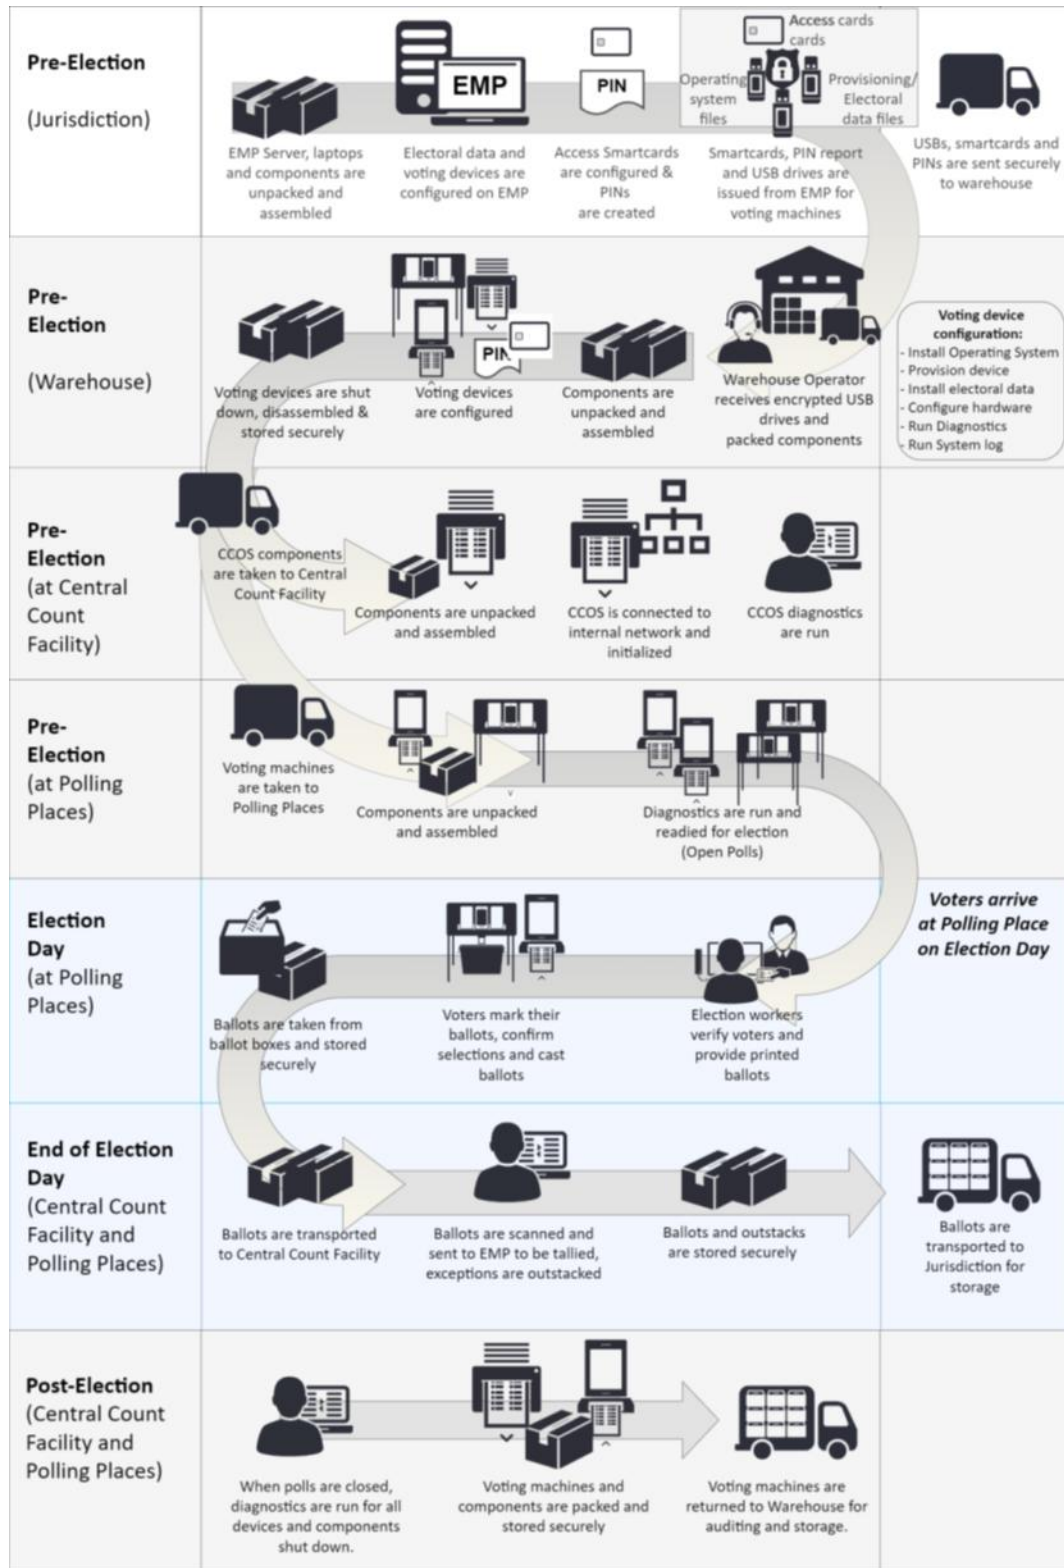 Pre-Election
(Jurisdiction)
EMP
PIN
Access cards
cards
Operating
system
files
Provisioning/
Electoral
data files
EMP Server, laptops
and components are
unpacked and
assembled
Electoral data and
voting devices are
configured on EMP
Access Smartcards
are configured &
PINs
are created
Smartcards, PIN report
and USB drives are
issued from EMP for
voting machines
USBs, smartcards and
PINs are sent securely
to warehouse
Pre-
Election
(Warehouse)
PIN
Voting devices are shut
down, disassembled &
stored securely
Voting devices
are configured
Components are
unpacked and
assembled
Warehouse Operator
receives encrypted USB
drives and
packed components
Voting device
configuration:
- Install Operating System
- Provision device
- Install electoral data
- Configure hardware
- Run Diagnostics
- Run System log
Pre-
Election
(at Central
Count
Facility)
CCOS components
are taken to Central
Count Facility
Components are unpacked
and assembled
CCOS is connected to
internal network and
initialized
CCOS diagnostics
are run
Pre-
Election
(at Polling
Places)
Voting machines
are taken to
Polling Places
Components are unpacked
and assembled
Diagnostics are run and
readied for election
(Open Polls)
Election
Day
(at Polling
Places)
Ballots are taken from
ballot boxes and stored
securely
Voters mark their
ballots, confirm
selections and cast
ballots
Election workers
verify voters and
provide printed
ballots
Voters arrive
at Polling Place
on Election Day
End of Election
Day
(Central Count
Facility and
Polling Places)
Ballots are transported
to Central Count Facility
Ballots are scanned and
sent to EMP to be tallied,
exceptions are outstacked
Ballots and outstacks
are stored securely
Ballots are
transported to
Jurisdiction for
storage
Post-Election
(Central Count
Facility and
Polling Places)
When polls are closed,
diagnostics are run for all
devices and components
shut down.
Voting machines and
components are packed and
stored securely
Voting machines are
returned to Warehouse for
auditing and storage.